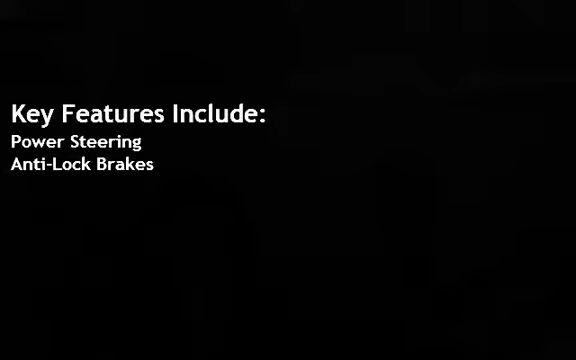 Key Features Include:
Power Steering
Anti-Lock Brakes